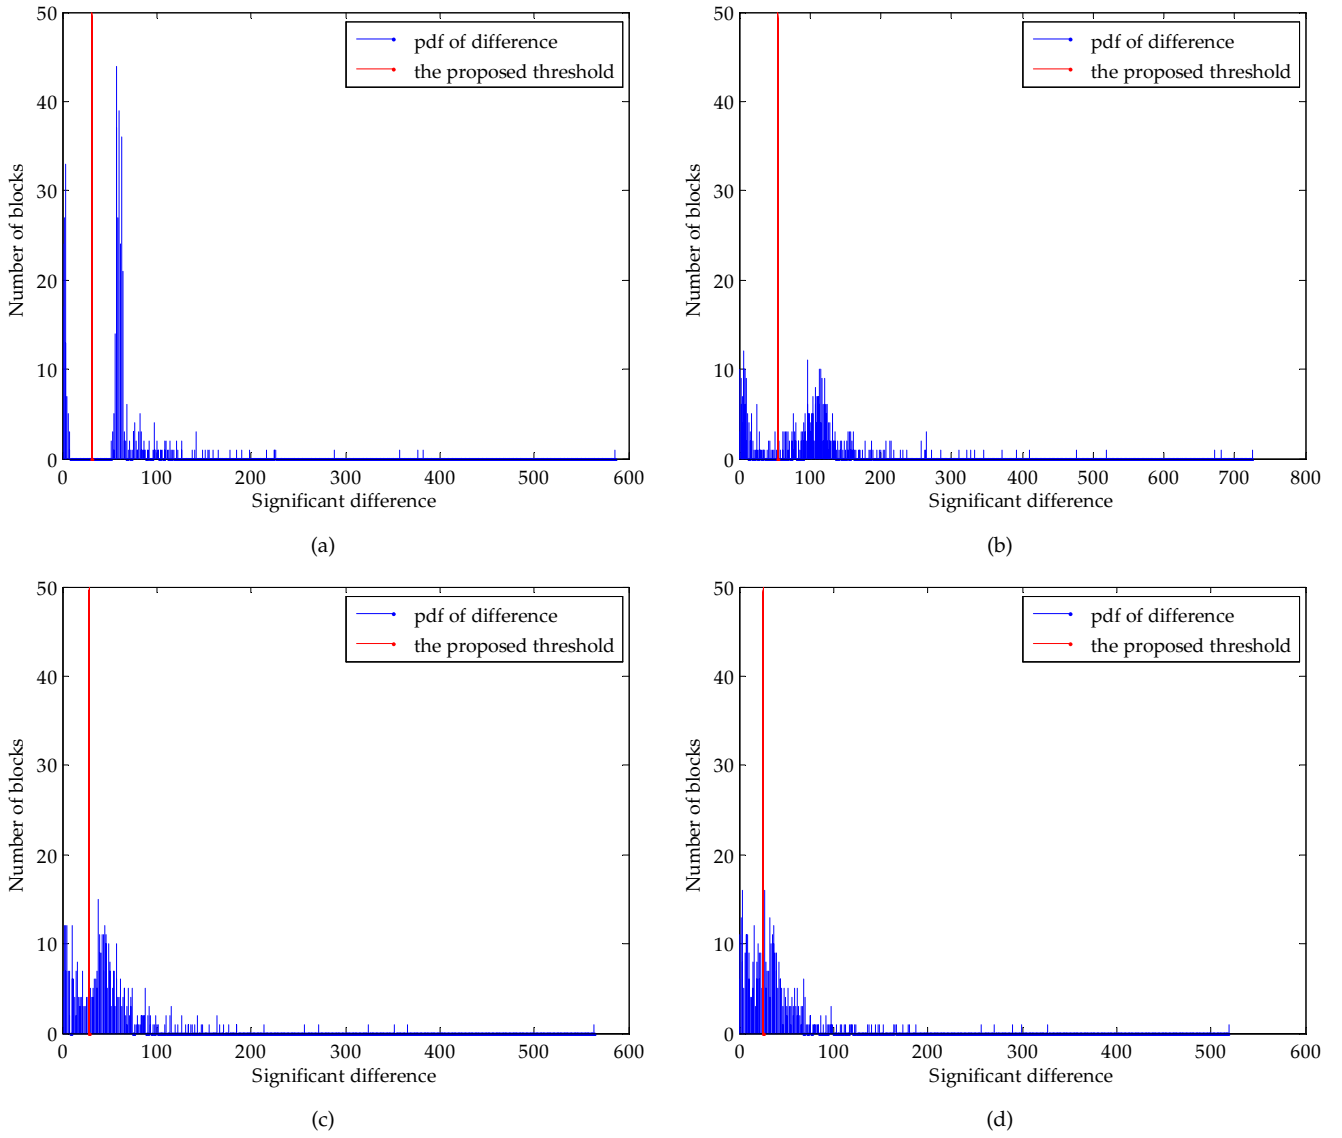 50
40
30
20
10
0
Number of blocks
pdf of difference
the proposed threshold
0 100 200 300 400 500 600
Significant difference
(a)
50
40
30
20
10
0
Number of blocks
pdf of difference
the proposed threshold
0 100 200 300 400 500 600 700 800
Significant difference
(b)
50
40
30
20
10
0
Number of blocks
pdf of difference
the proposed threshold
0 100 200 300 400 500 600
Significant difference
(c)
50
40
30
20
10
0
Number of blocks
pdf of difference
the proposed threshold
0 100 200 300 400 500 600
Significant difference
(d)